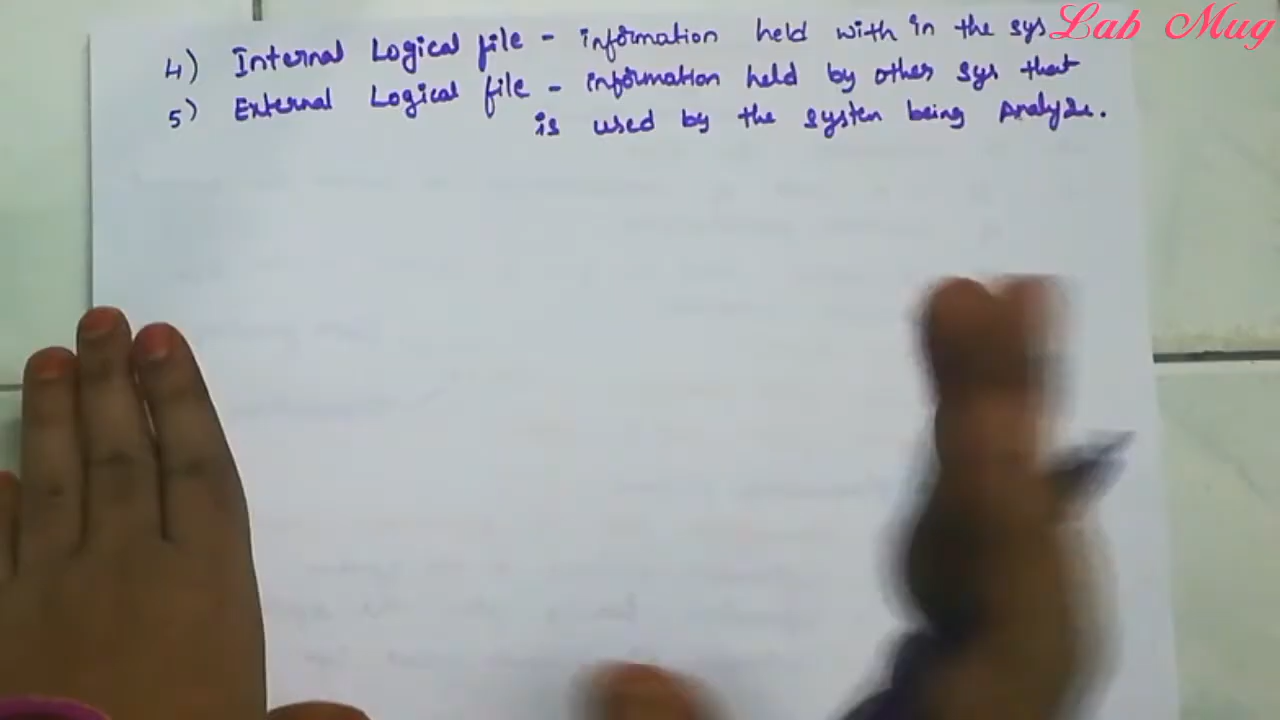 Lab Mug
4) Internal Logical file - information held with in the sys
5) External Logical file - information held by other sys that
is used by the system being Analyze.